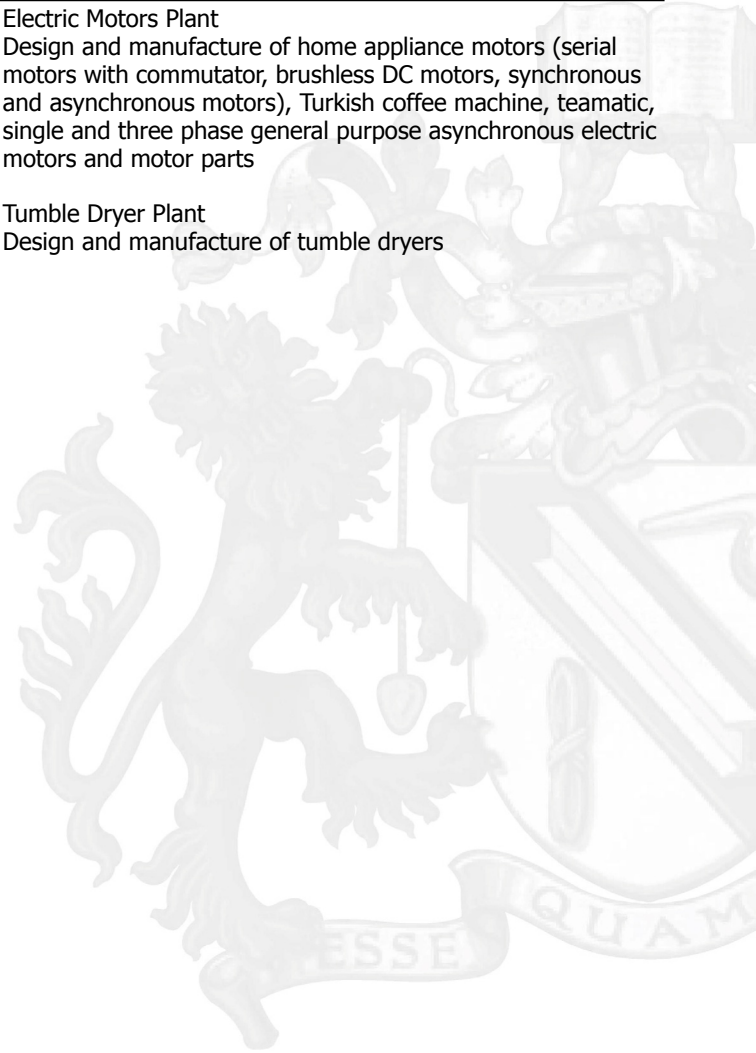 Electric Motors Plant
Design and manufacture of home appliance motors (serial
motors with commutator, brushless DC motors, synchronous
and asynchronous motors), Turkish coffee machine, teamatic,
single and three phase general purpose asynchronous electric
motors and motor parts
Tumble Dryer Plant
Design and manufacture of tumble dryers
ESSE QUAM